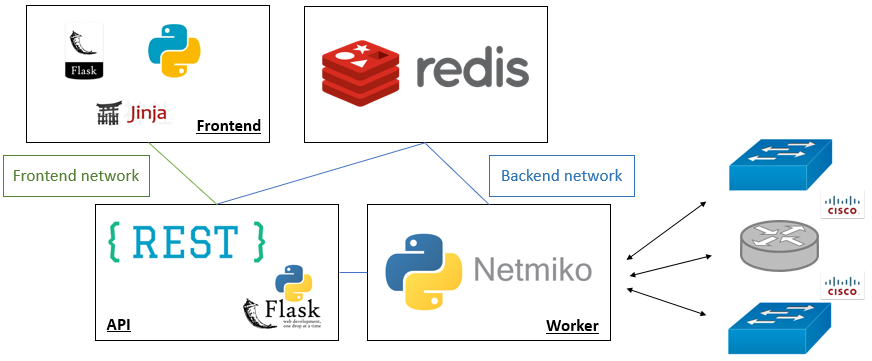 Flask
Jinja
Frontend
redis
Frontend network
Backend network
{ REST }
Flask
web development,
one drop at a time
API
Netmiko
Worker
CISCO
CISCO